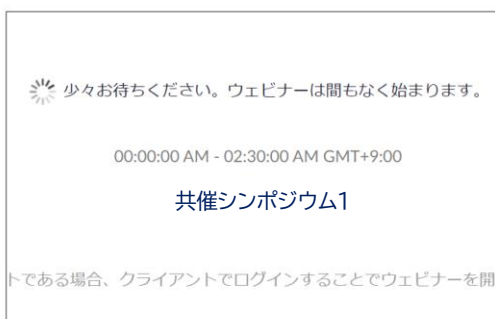 少々お待ちください。ウェビナーは間もなく始まります。
00:00:00 AM - 02:30:00 AM GMT+9:00
共催シンポジウム1
トである場合、クライアントでログインすることでウェビナーを開